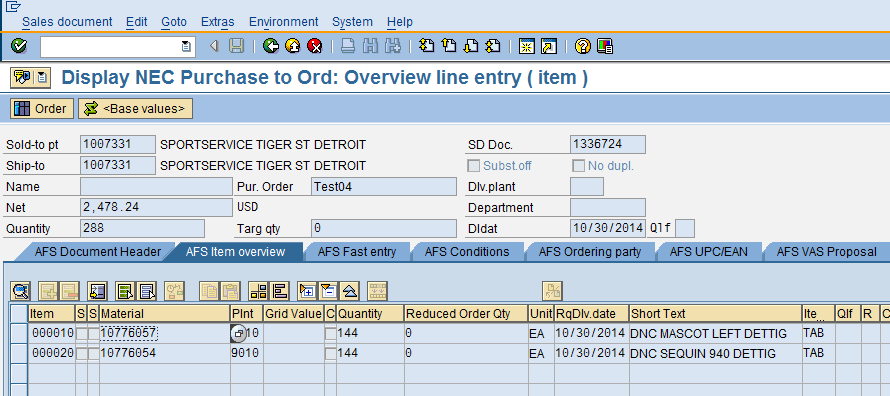 Sales document Edit Goto Extras Environment System Help
Display NEC Purchase to Ord: Overview line entry ( item )
Order <Base values>
Sold-to pt 1007331 SPORTSERVICE TIGER ST DETROIT SD Doc. 1336724
Ship-to 1007331 SPORTSERVICE TIGER ST DETROIT Subst.off No dupl.
Name Pur. Order Test04 Dlv.plant
Net 2,478.24 USD Department
Quantity 288 Targ qty 0 Dldat 10/30/2014 Qlf
AFS Document Header AFS Item overview AFS Fast entry AFS Conditions AFS Ordering party AFS UPC/EAN AFS VAS Proposal
Item S S Material Plnt Grid Value C Quantity Reduced Order Qty Unit RqDlv.date Short Text Ite... Qlf R C
000010 10776057 10 144 0 EA 10/30/2014 DNC MASCOT LEFT DETTIG TAB
000020 10776054 9010 144 0 EA 10/30/2014 DNC SEQUIN 940 DETTIG TAB